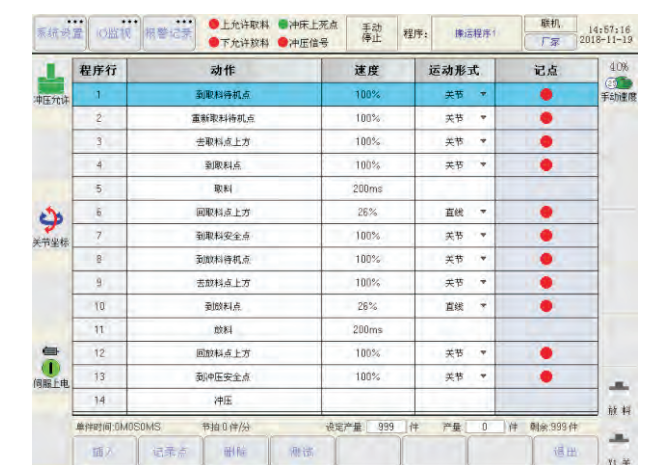 系统设置 IO监视 报警记录 上允许取料 冲床上死点 手动停止 程序: 搬运程序1 联机 14:57:16
下允许放料 冲压信号 厂家 2018-11-19
程序行 动作 速度 运动形式 记点 40%
冲压允许 手动速度
1 到取料待机点 100% 关节
2 重新取料待机点 100% 关节
3 去取料点上方 100% 关节
4 到取料点 100% 关节
5 取料 200ms
6 回取料点上方 26% 直线
关节坐标
7 到取料安全点 100% 关节
8 到放料待机点 100% 关节
9 去放料点上方 100% 关节
10 到放料点 26% 直线
11 放料 200ms
12 回放料点上方 100% 关节
伺服上电
13 到冲压安全点 100% 关节
14 冲压
放料
单件时间:0M0S0MS 节拍:0件/分 设定产量 999 件 产量 0 件 剩余:999件
插入 记录点 删除 退出